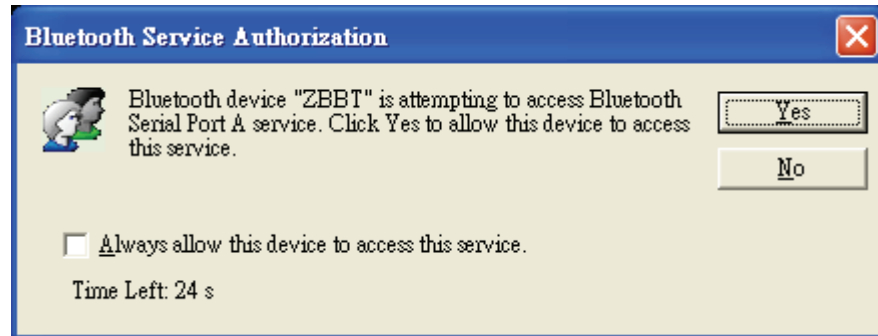 Bluetooth Service Authorization
Bluetooth device "ZBBT" is attempting to access Bluetooth
Serial Port A service. Click Yes to allow this device to access
this service.
Yes
No
Always allow this device to access this service.
Time Left: 24 s